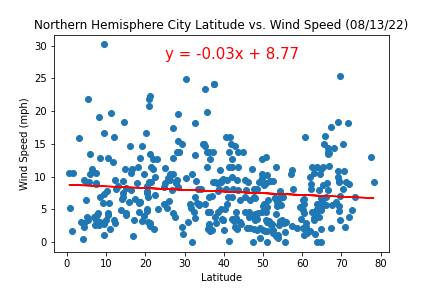 Northern Hemisphere City Latitude vs. Wind Speed (08/13/22)
y = -0.03x + 8.77
Wind Speed (mph)
30
25
20
15
10
5
0
0 10 20 30 40 50 60 70 80
Latitude